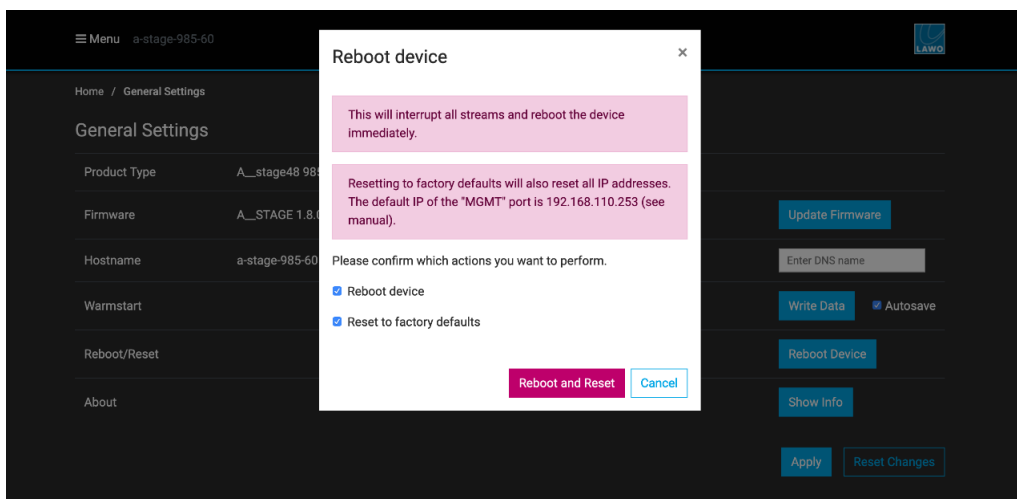 Menu a-stage-985-60
LAWO
Reboot device ×
Home / General Settings
This will interrupt all streams and reboot the device
immediately.
General Settings
Product Type A__stage48 985
Resetting to factory defaults will also reset all IP addresses.
The default IP of the "MGMT" port is 192.168.110.253 (see
manual).
Firmware A__STAGE 1.8.0 Update Firmware
Hostname a-stage-985-60 Enter DNS name
Please confirm which actions you want to perform.
Reboot device
Warmstart Write Data Autosave
Reset to factory defaults
Reboot/Reset Reboot Device
Reboot and Reset Cancel
About Show Info
Apply Reset Changes